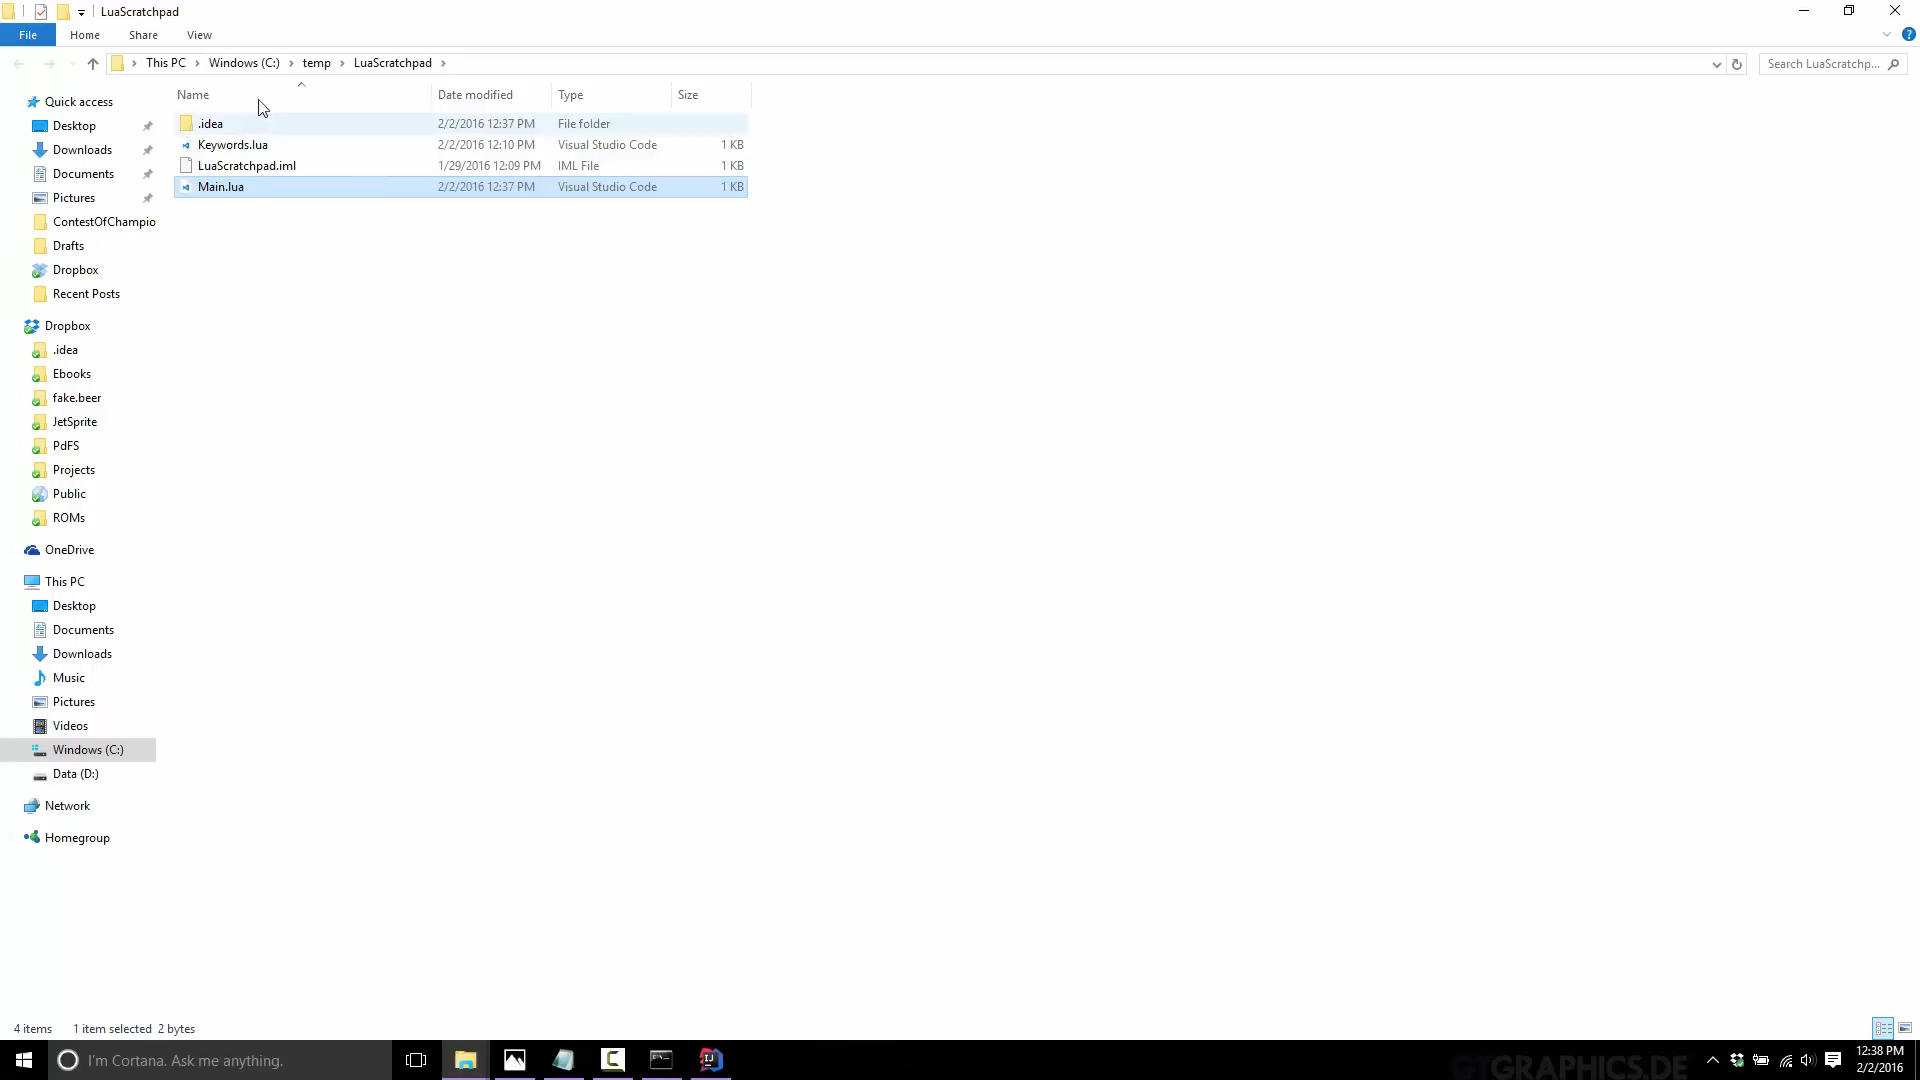 LuaScratchpad
File Home Share View
This PC Windows (C:) temp LuaScratchpad
Search LuaScratchp...
Name Date modified Type Size
.idea 2/2/2016 12:37 PM File folder
Keywords.lua 2/2/2016 12:10 PM Visual Studio Code 1 KB
LuaScratchpad.iml 1/29/2016 12:09 PM IML File 1 KB
Main.lua 2/2/2016 12:37 PM Visual Studio Code 1 KB
Quick access
Desktop
Downloads
Documents
Pictures
ContestOfChampio
Drafts
Dropbox
Recent Posts
Dropbox
.idea
Ebooks
fake.beer
JetSprite
PdFS
Projects
Public
ROMs
OneDrive
This PC
Desktop
Documents
Downloads
Music
Pictures
Videos
Windows (C:)
Data (D:)
Network
Homegroup
4 items 1 item selected 2 bytes
I'm Cortana. Ask me anything.
GTGRAPHICS.DE
12:38 PM
2/2/2016